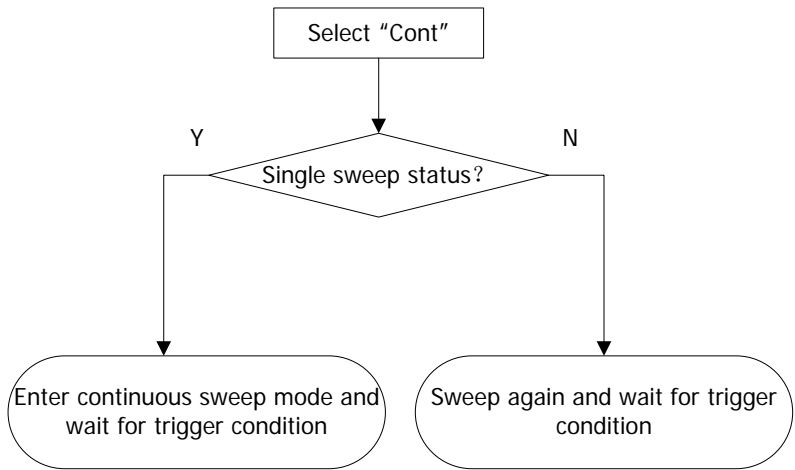 Select “Cont”
Y
N
Single sweep status？
Enter continuous sweep mode and
wait for trigger condition
Sweep again and wait for trigger
condition